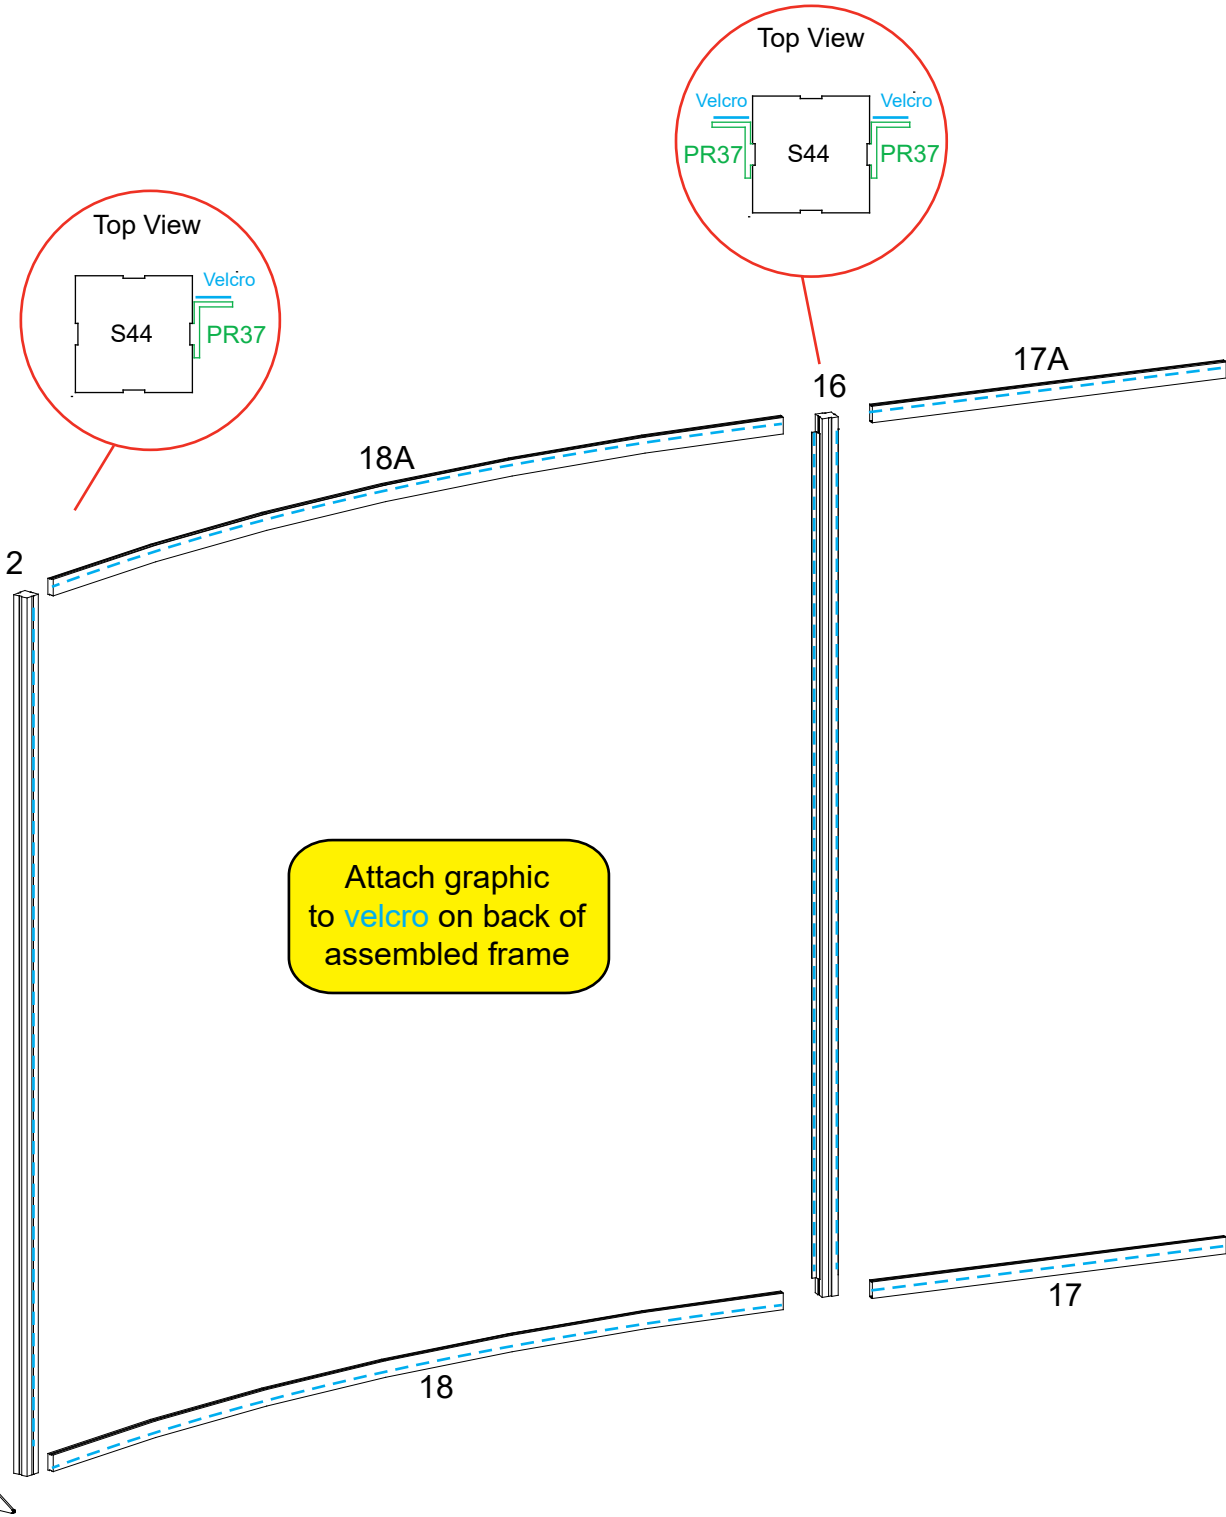 Top View
Velcro
Velcro
PR37
S44
PR37
Top View
Velcro
S44
PR37
17A
16
18A
2
Attach graphic
to velcro on back of
assembled frame
17
18